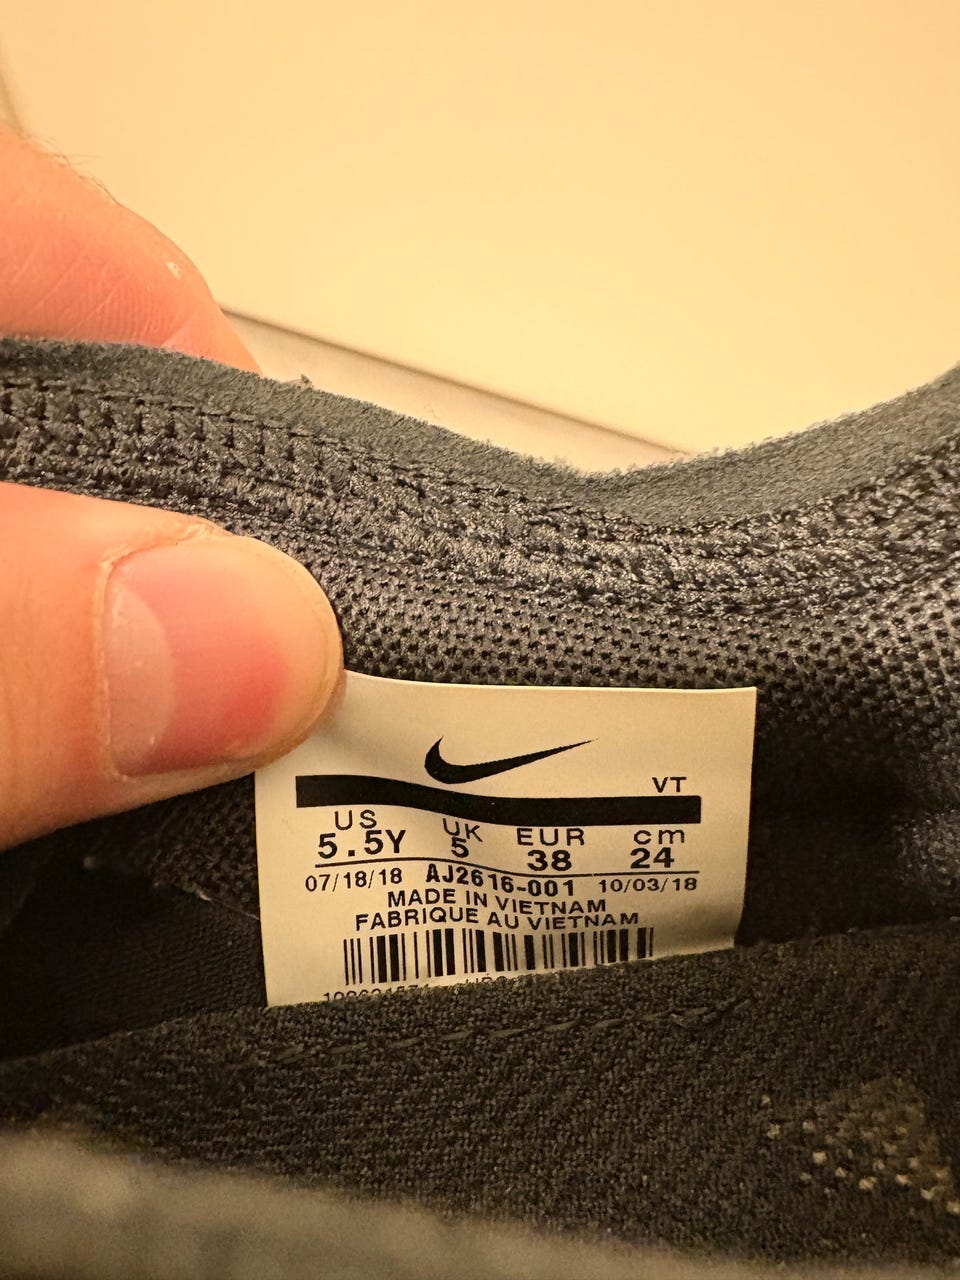 VT
US UK EUR cm
5.5Y 5 38 24
07/18/18 AJ2616-001 10/03/18
MADE IN VIETNAM
FABRIQUE AU VIETNAM